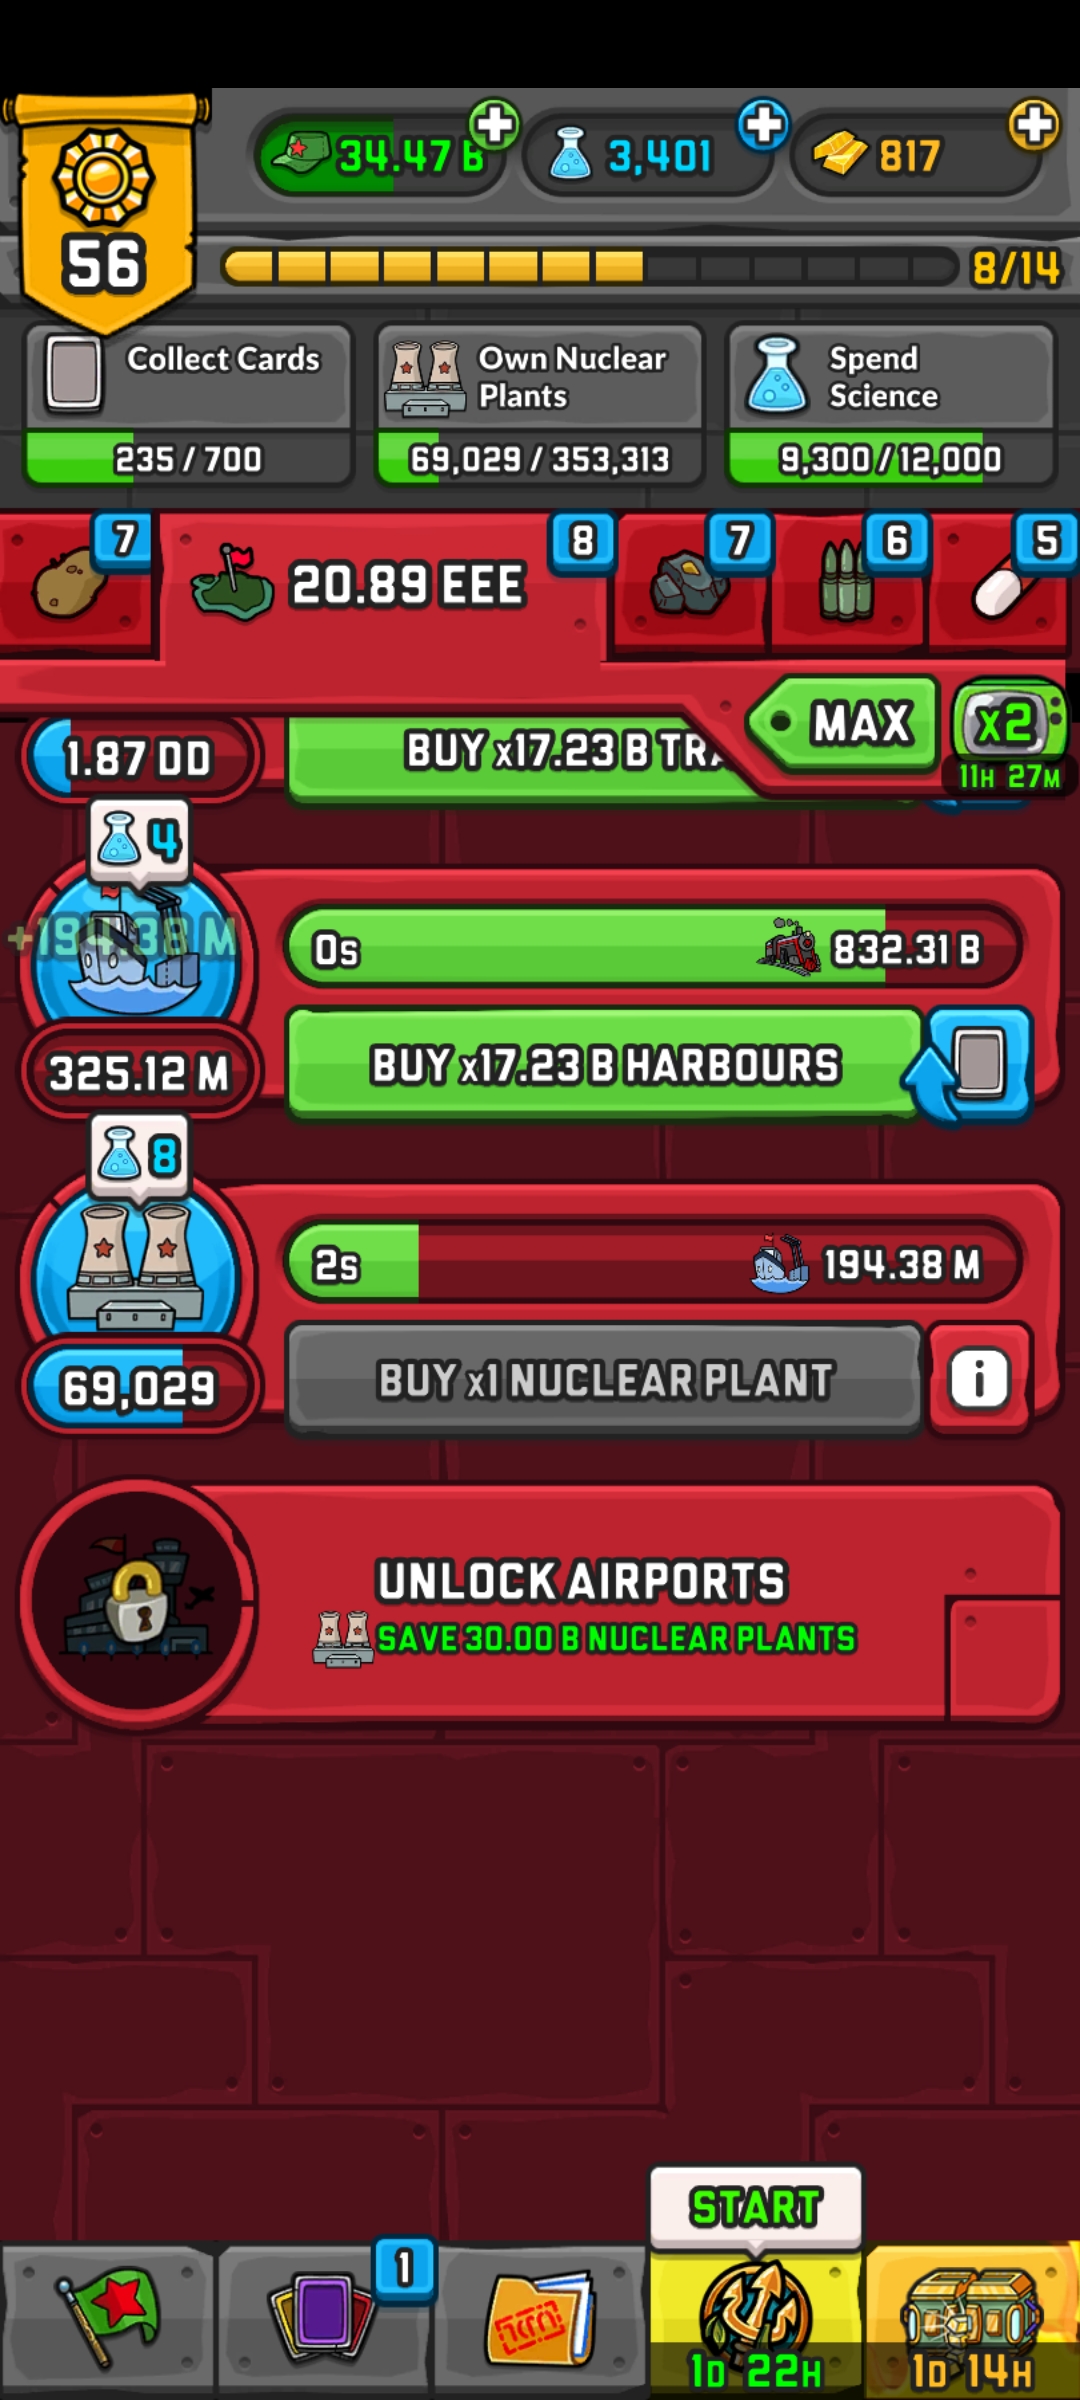 56
34.47 B
3,401
817
8/14
Collect Cards
235 / 700
Own Nuclear
Plants
69,029 / 353,313
Spend
Science
9,300 / 12,000
7
20.89 EEE
8
7
6
5
MAX
x2
11H 27M
1.87 DD
BUY x17.23 B TRA
4
+194.38 M
0s
832.31 B
325.12 M
BUY x17.23 B HARBOURS
8
2s
194.38 M
69,029
BUY x1 NUCLEAR PLANT
i
UNLOCK AIRPORTS
SAVE 30.00 B NUCLEAR PLANTS
START
1
1D 22H
1D 14H